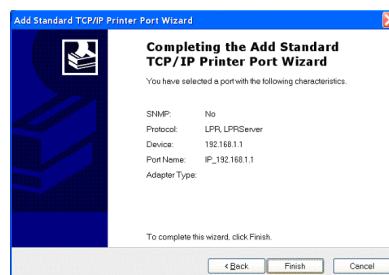 Add Standard TCP/IP Printer Port Wizard
Completing the Add Standard
TCP/IP Printer Port Wizard
You have selected a port with the following characteristics.
SNMP: No
Protocol: LPR, LPRServer
Device: 192.168.1.1
Port Name: IP_192.168.1.1
Adapter Type:
To complete this wizard, click Finish.
< Back Finish Cancel